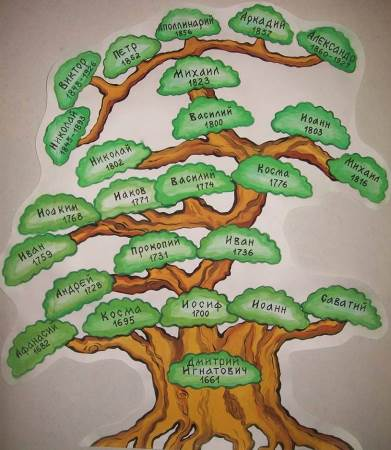 Аполлинарий
1856
Аркадий
1857
Александр
Петр
1852
Виктор
Николай
Михаил
1823
Василий
1800
Иоанн
1803
Николай
1802
Михаил
1816
Косма
1776
Василий
1774
Иаков
1771
Иоаким
1768
Иван
1759
Прокопий
1731
Иван
1736
Андрей
1728
Афанасий
1682
Косма
1695
Иосиф
1700
Иоанн
Саватий
Дмитрий
Игнатович
1661